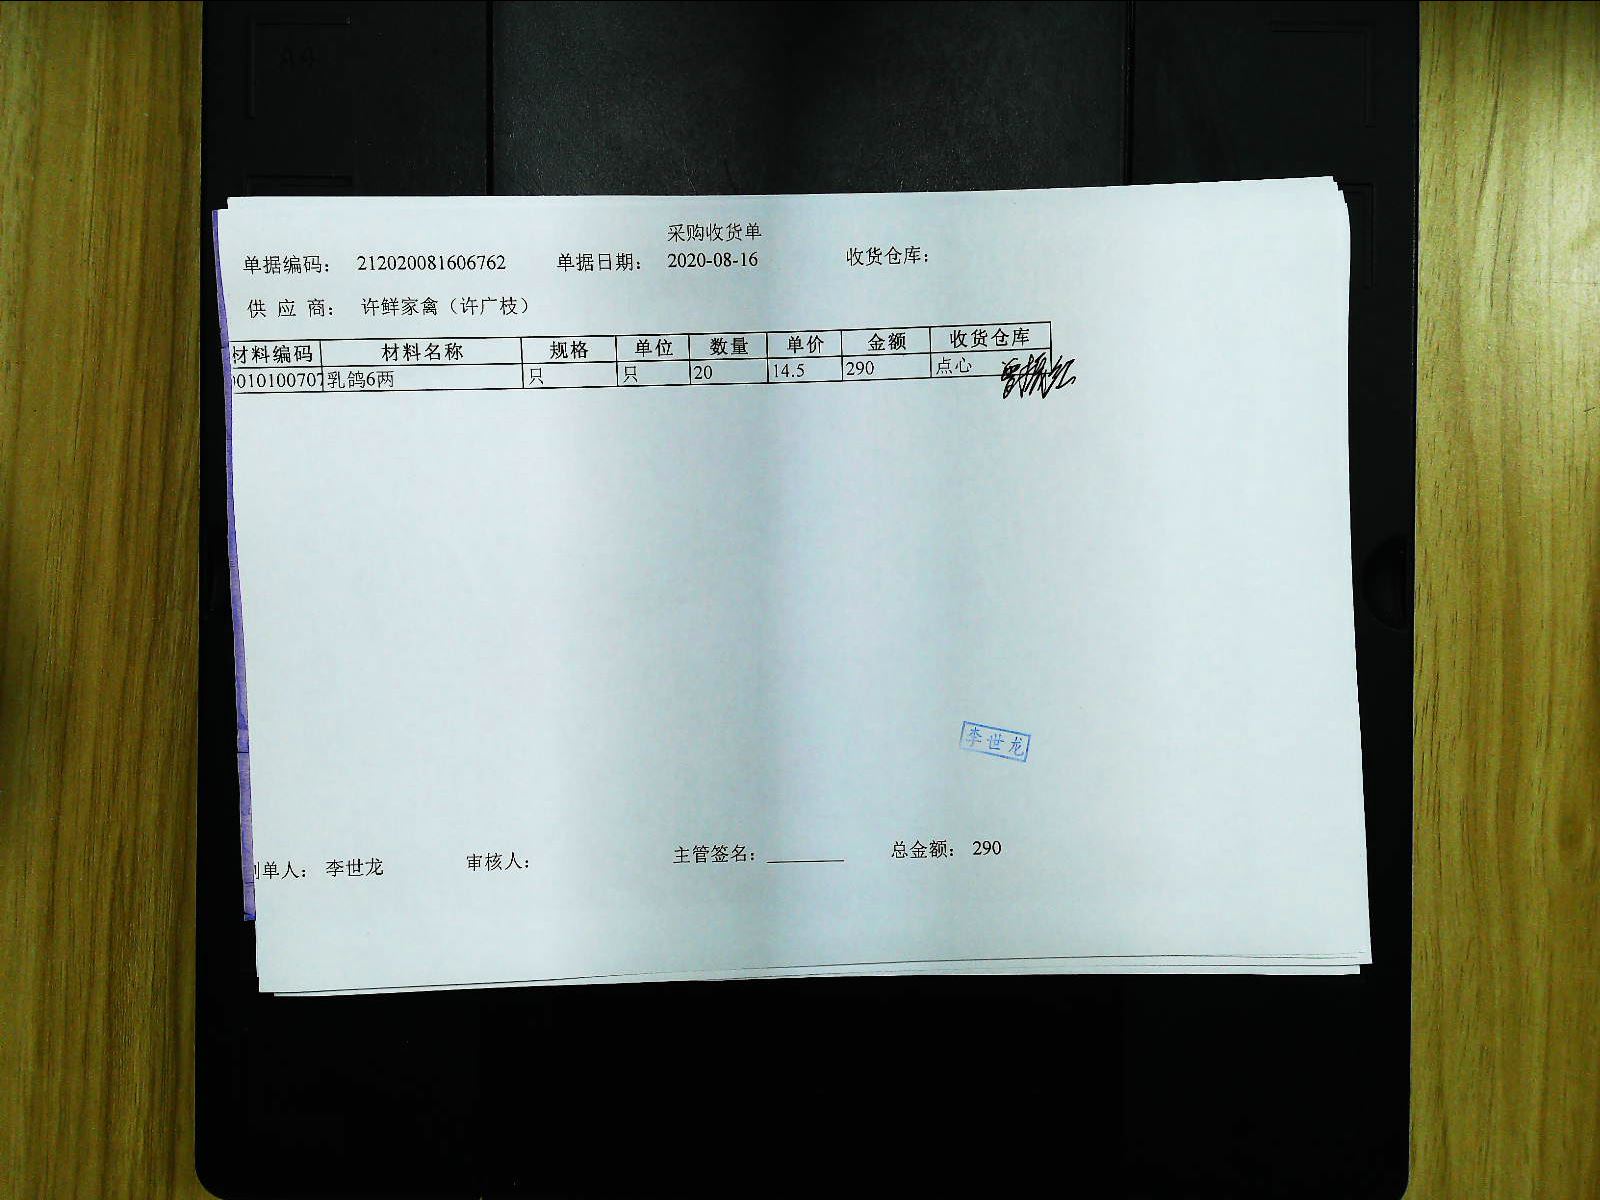 采购收货单
单据编码： 212020081606762 单据日期： 2020-08-16 收货仓库：
供 应 商： 许鲜家禽（许广枝）
材料编码 材料名称 规格 单位 数量 单价 金额 收货仓库
010100707 乳鸽6两 只 只 20 14.5 290 点心
李世龙
单人： 李世龙 审核人： 主管签名：________ 总金额： 290